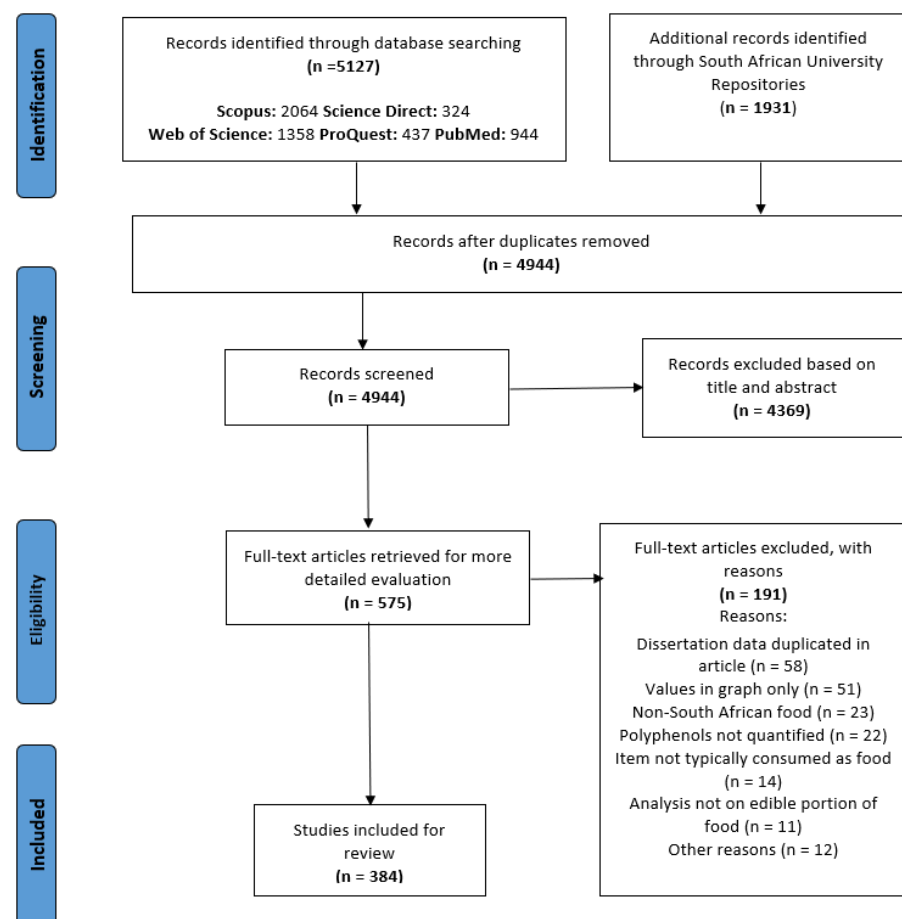 Identification
Records identified through database searching
(n =5127)
Scopus: 2064 Science Direct: 324
Web of Science: 1358 ProQuest: 437 PubMed: 944
Additional records identified
through South African University
Repositories
(n = 1931)
Records after duplicates removed
(n = 4944)
Screening
Records screened
(n = 4944)
Records excluded based on
title and abstract
(n = 4369)
Eligibility
Full-text articles retrieved for more
detailed evaluation
(n = 575)
Full-text articles excluded, with
reasons
(n = 191)
Reasons:
Dissertation data duplicated in
article (n = 58)
Values in graph only (n = 51)
Non-South African food (n = 23)
Polyphenols not quantified (n = 22)
Item not typically consumed as food
(n = 14)
Analysis not on edible portion of
food (n = 11)
Other reasons (n = 12)
Included
Studies included for
review
(n = 384)